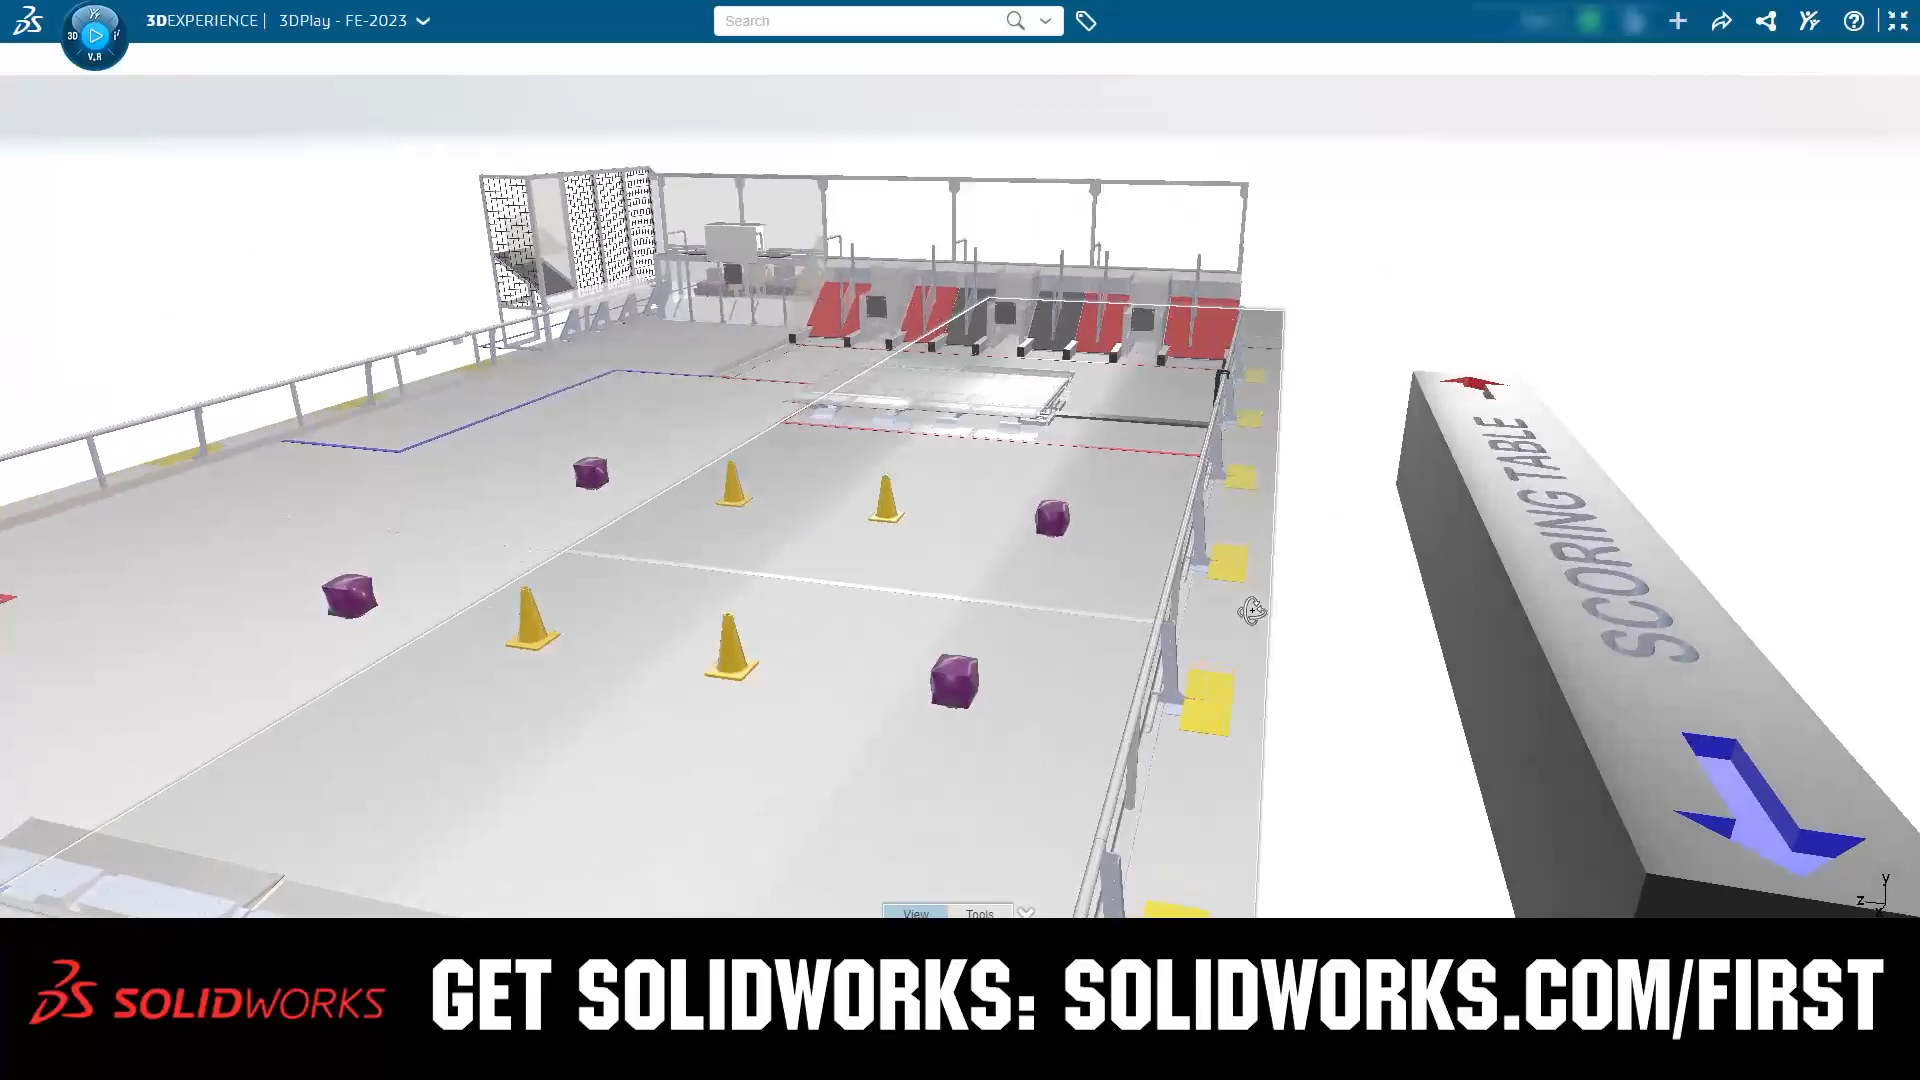 3DEXPERIENCE | 3DPlay - FE-2023
Search
3D
V.R
SCORING TABLE
View Tools
y
z
x
SOLIDWORKS
GET SOLIDWORKS: SOLIDWORKS.COM/FIRST